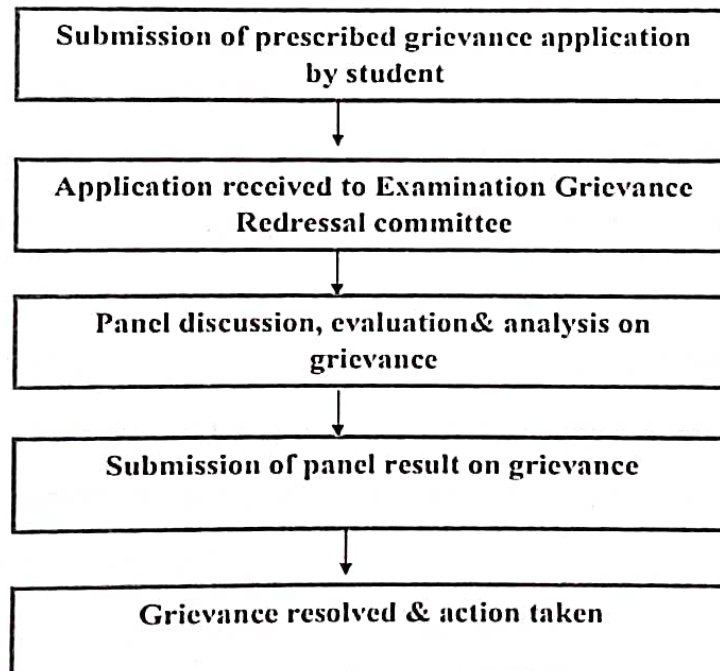 Submission of prescribed grievance application
by student
Application received to Examination Grievance
Redressal committee
Panel discussion, evaluation& analysis on
grievance
Submission of panel result on grievance
Grievance resolved & action taken